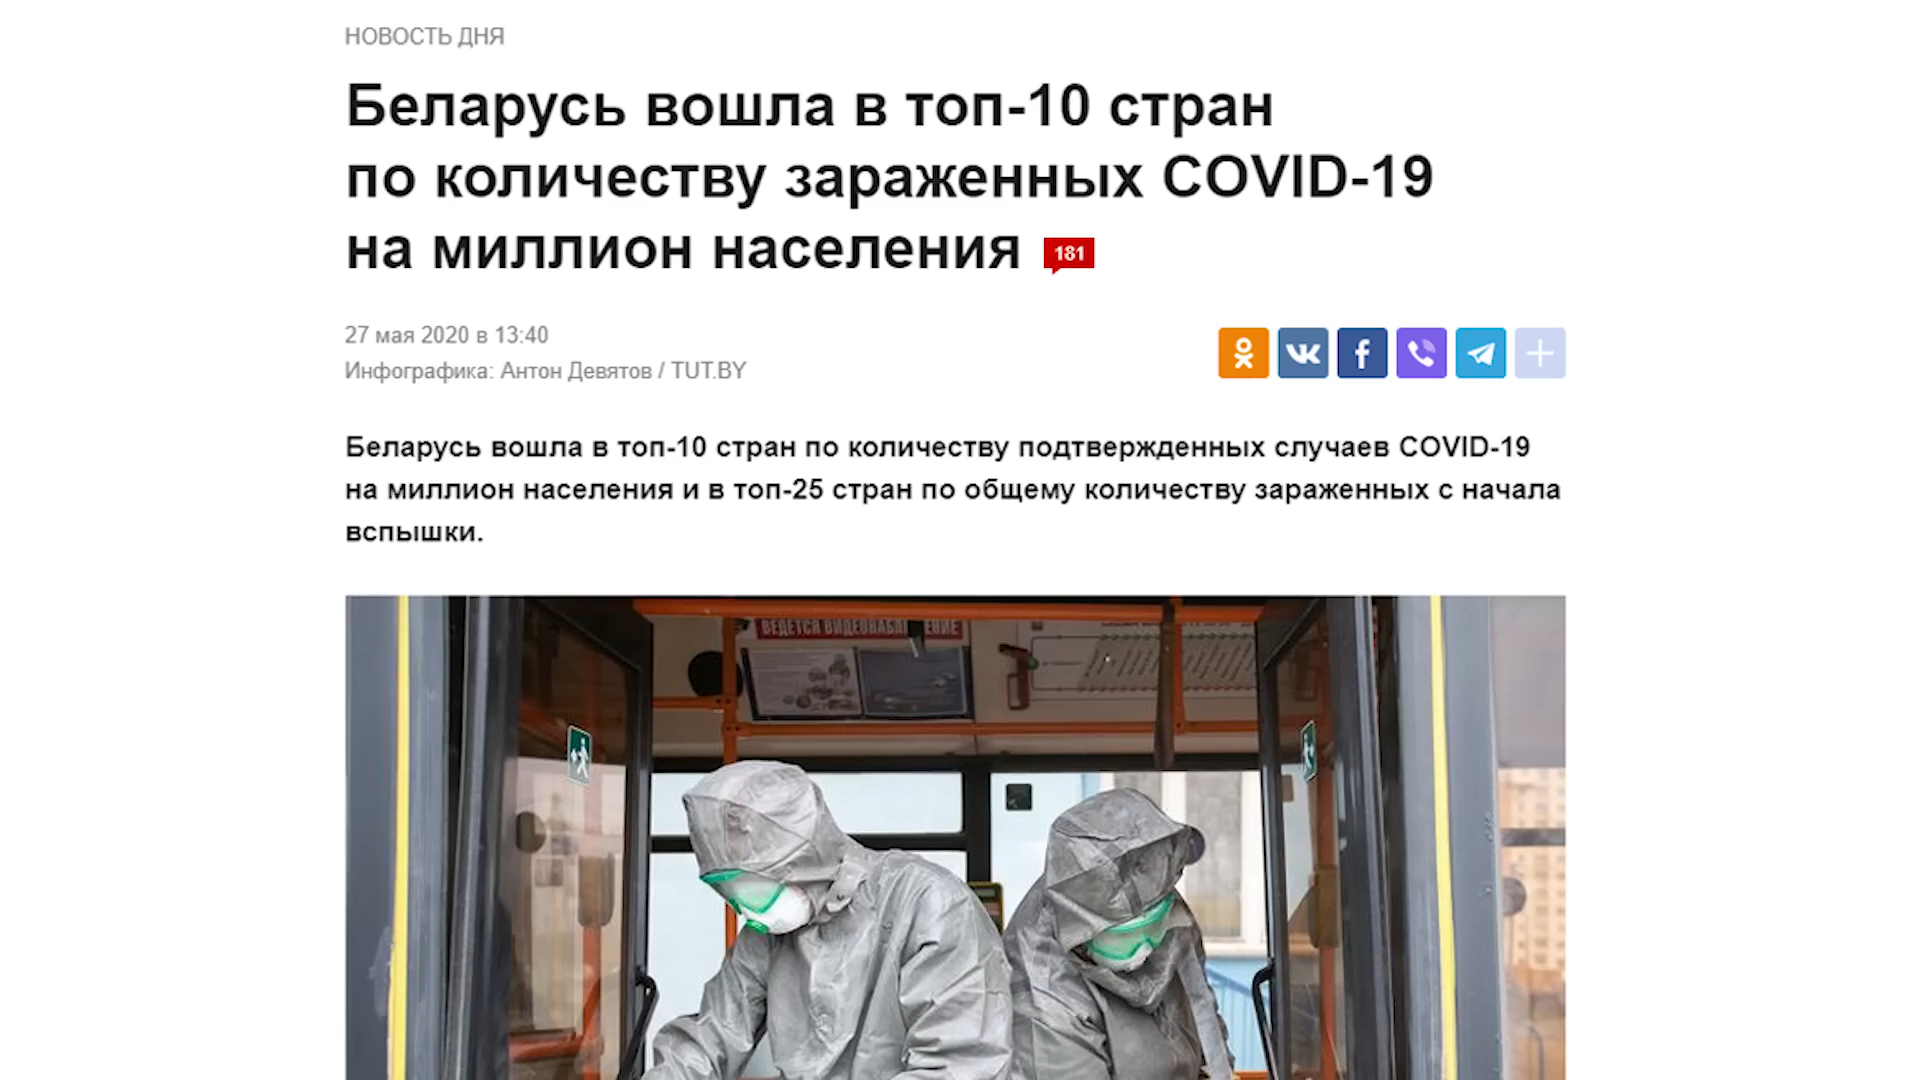 НОВОСТЬ ДНЯ
Беларусь вошла в топ-10 стран
по количеству зараженных COVID-19
на миллион населения 181
27 мая 2020 в 13:40
Инфографика: Антон Девятов / TUT.BY
Беларусь вошла в топ-10 стран по количеству подтвержденных случаев COVID-19
на миллион населения и в топ-25 стран по общему количеству зараженных с начала
вспышки.
ВЕДЕТСЯ